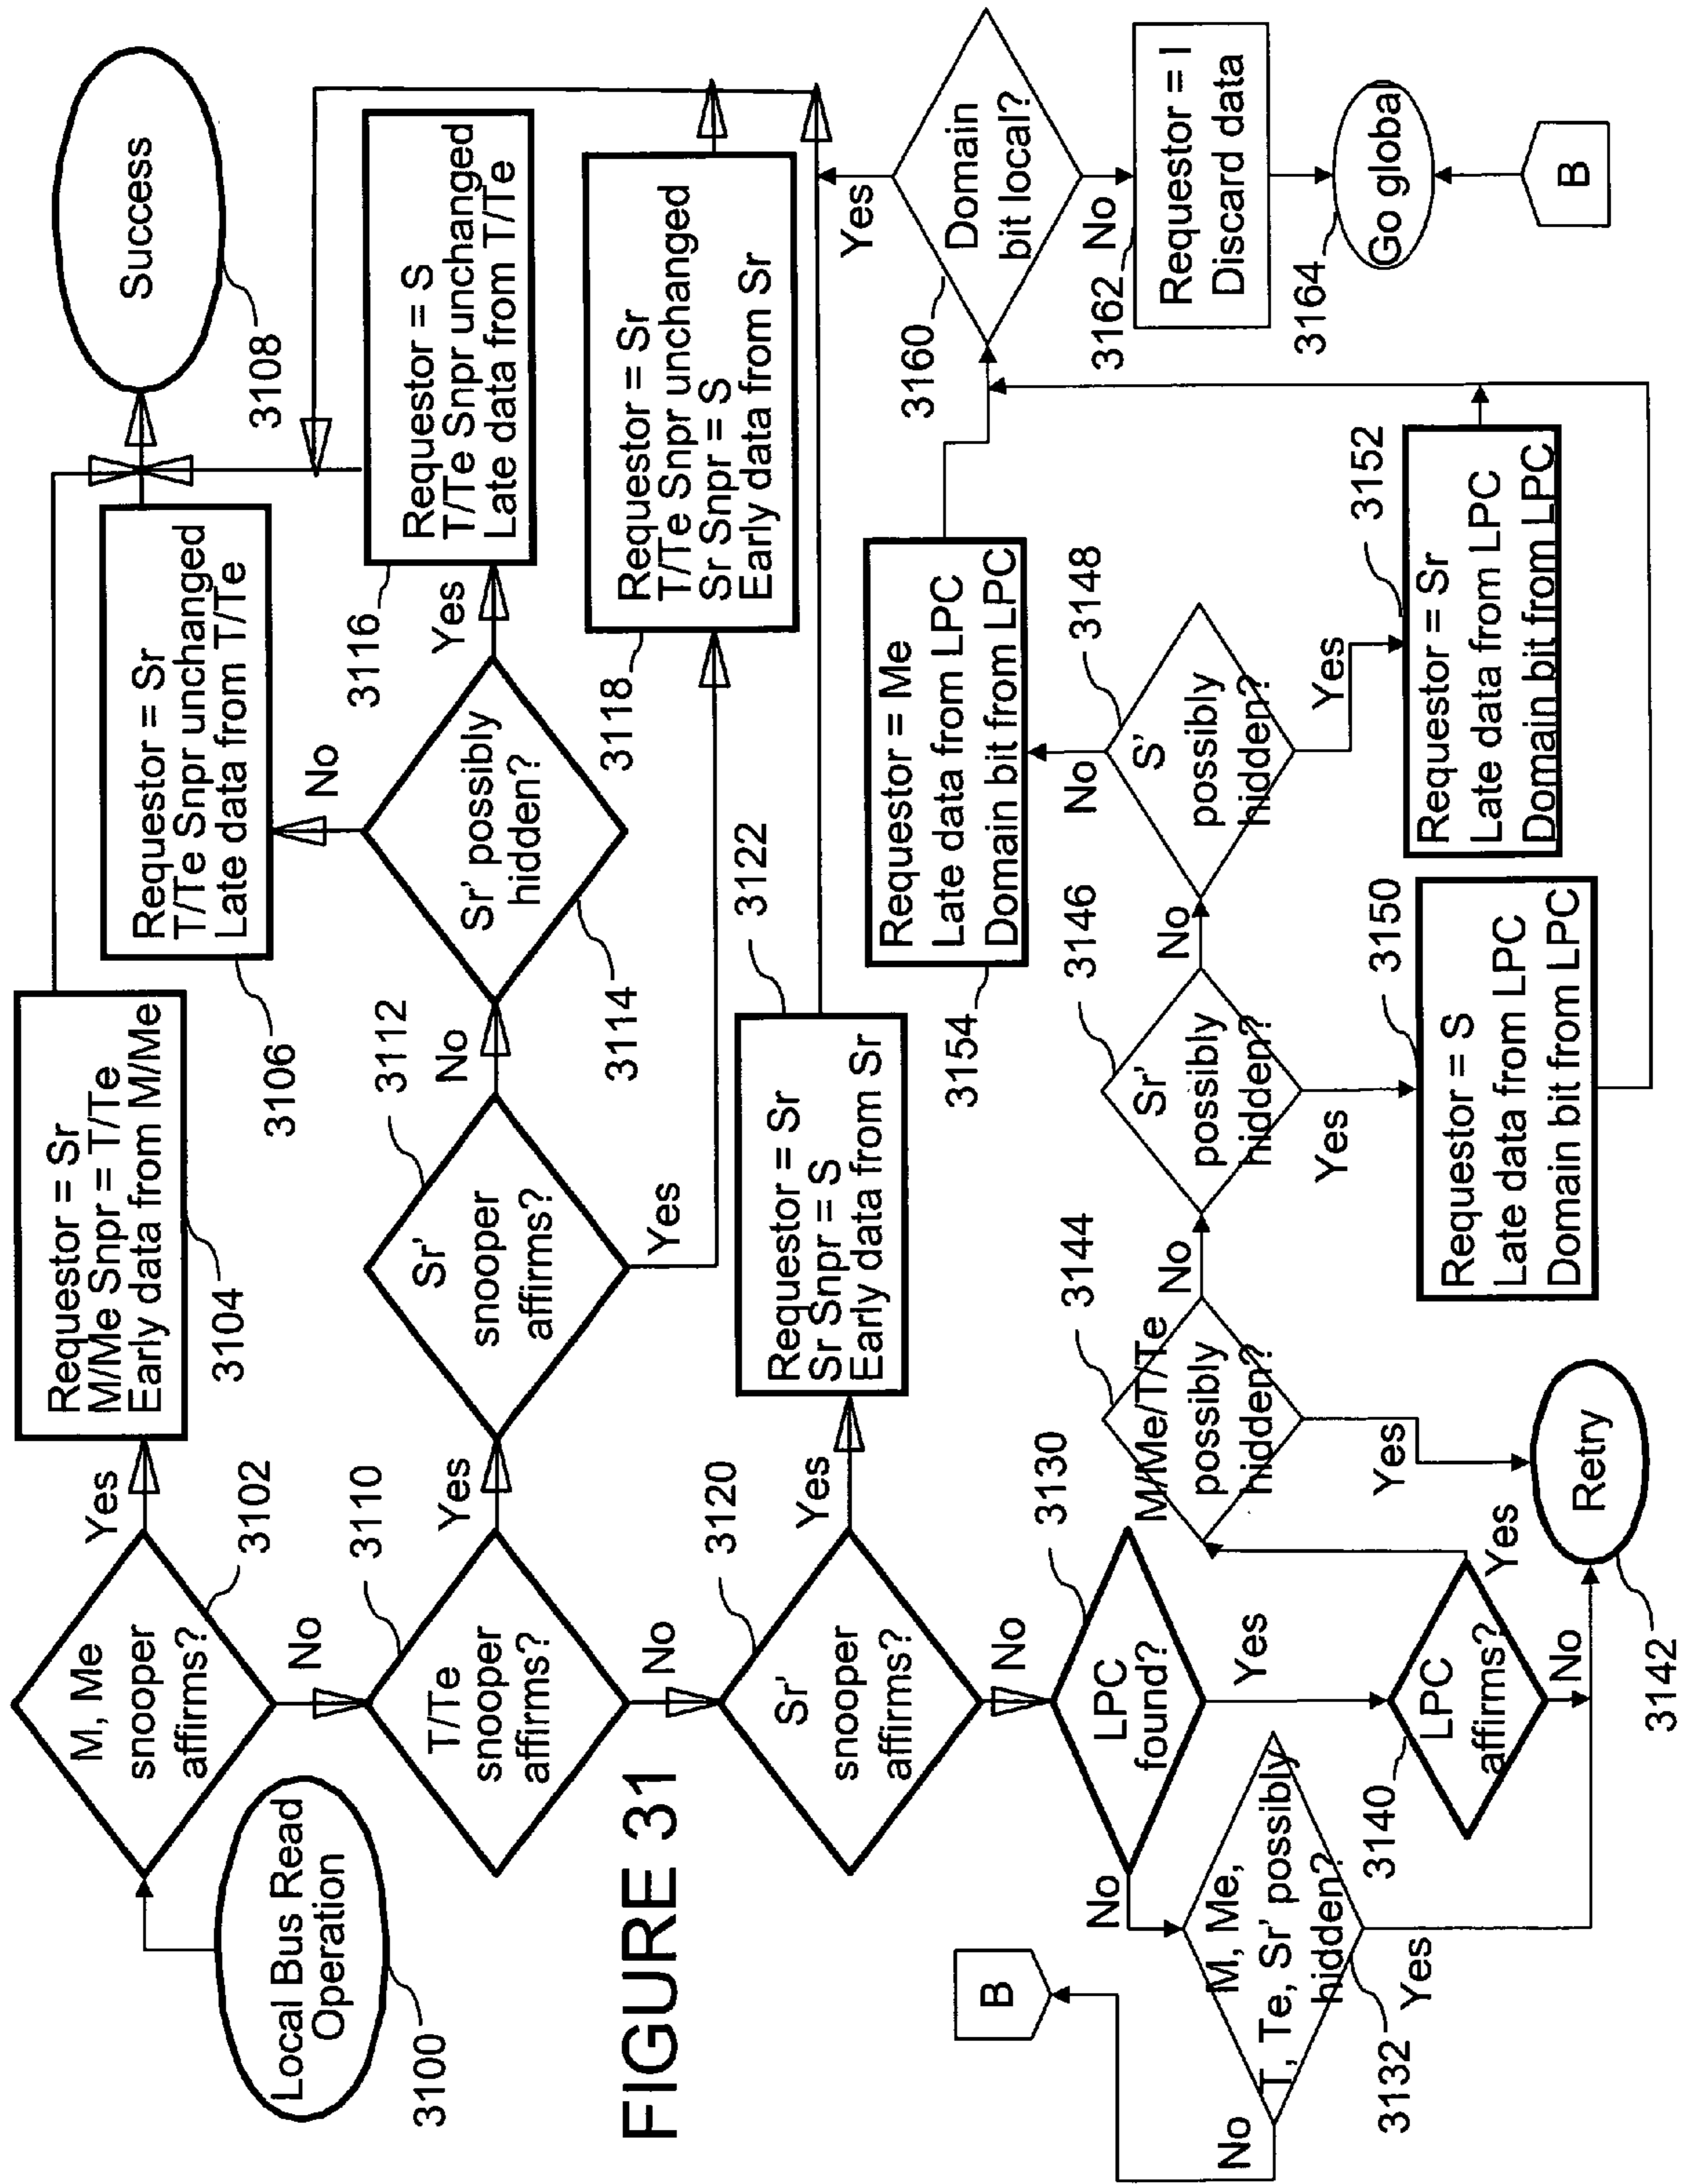 Local Bus Read
Operation
3100
M, Me
snooper
affirms?
3102
Yes
No
Requestor = Sr
M/Me Snpr = T/Te
Early data from M/Me
3104
Requestor = Sr
T/Te Snpr unchanged
Late data from T/Te
3106
Success
3108
T/Te
snooper
affirms?
3110
Yes
No
Sr'
snooper
affirms?
3112
No
Yes
Sr' possibly
hidden?
3114
No
Yes
Requestor = S
T/Te Snpr unchanged
Late data from T/Te
3116
Requestor = Sr
T/Te Snpr unchanged
Sr Snpr = S
Early data from Sr
3118
Sr'
snooper
affirms?
3120
Yes
No
Requestor = Sr
Sr Snpr = S
Early data from Sr
3122
FIGURE 31
LPC
found?
3130
No
Yes
M, Me,
T, Te, Sr' possibly
hidden?
3132
No
Yes
B
LPC
affirms?
3140
Yes
No
Retry
3142
M/Me/T/Te
possibly
hidden?
3144
No
Yes
Sr'
possibly
hidden?
3146
No
Yes
S'
possibly
hidden?
3148
No
Yes
Requestor = S
Late data from LPC
Domain bit from LPC
3150
Requestor = Sr
Late data from LPC
Domain bit from LPC
3152
Requestor = Me
Late data from LPC
Domain bit from LPC
3154
Domain
bit local?
3160
Yes
No
Requestor = I
Discard data
3162
Go global
3164
B